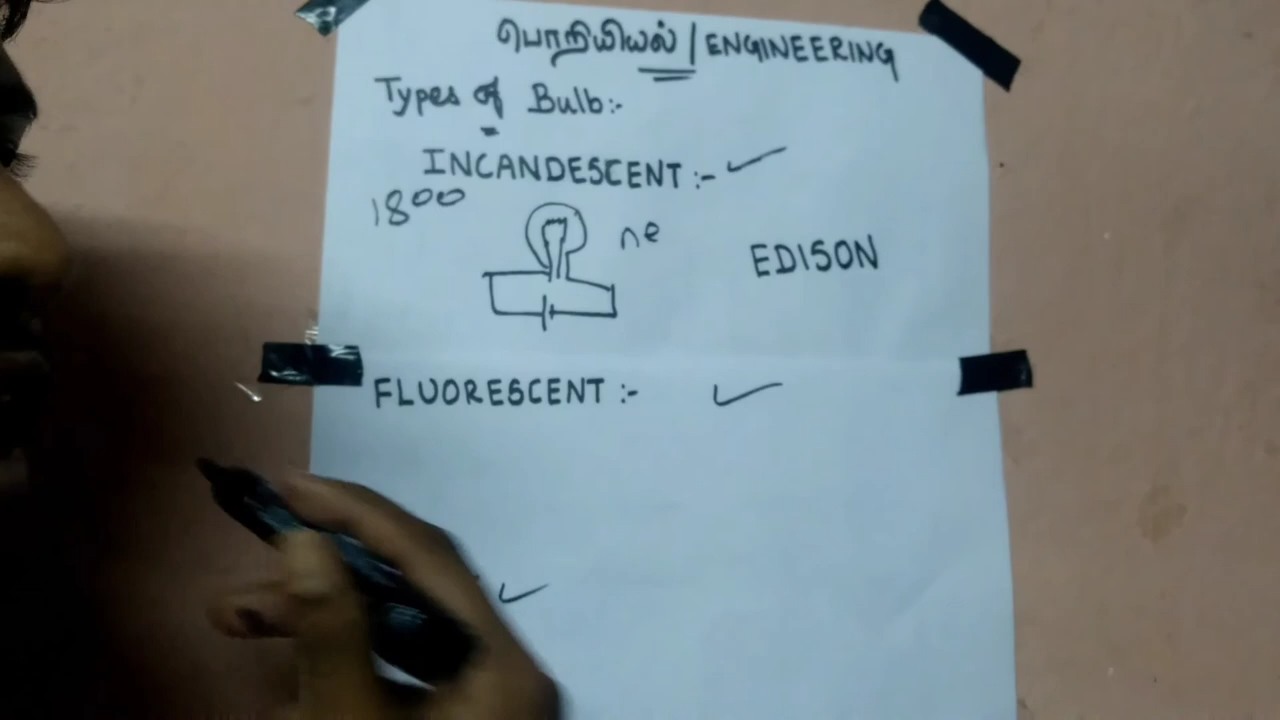 பொறியியல் | ENGINEERING
Types of Bulb:-
INCANDESCENT :-
1800
ne
EDISON
FLUORESCENT :-